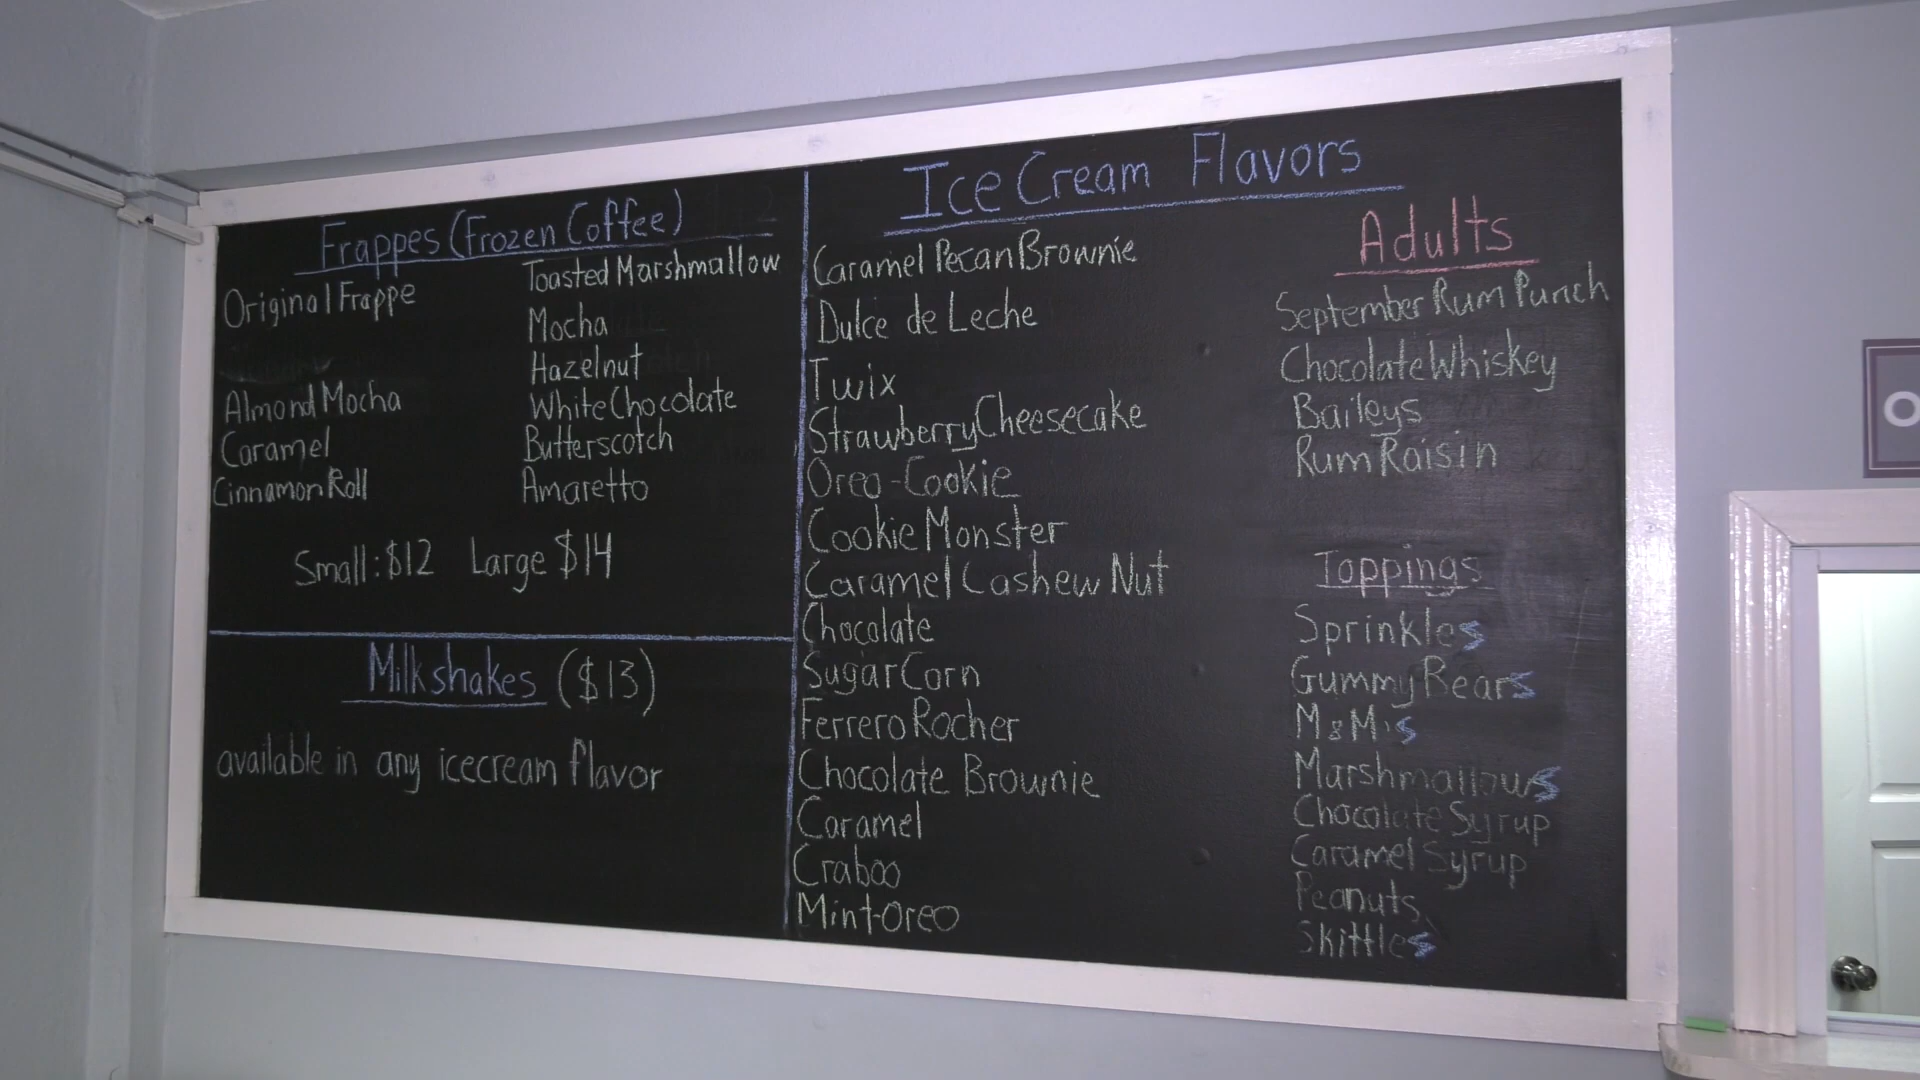 Frappes (Frozen Coffee)
Original Frappe
Almond Mocha
Caramel
Cinnamon Roll
Toasted Marshmallow
Mocha
Hazelnut
White Chocolate
Butterscotch
Amaretto
Small: $12 Large $14
Milkshakes ($13)
available in any icecream flavor
Ice Cream Flavors
Caramel Pecan Brownie
Dulce de Leche
Twix
Strawberry Cheesecake
Oreo-Cookie
Cookie Monster
Caramel Cashew Nut
Chocolate
Sugar Corn
Ferrero Rocher
Chocolate Brownie
Caramel
Craboo
Mint-Oreo
Adults
September Rum Punch
Chocolate Whiskey
Baileys
Rum Raisin
Toppings
Sprinkles
Gummy Bears
M&M's
Marshmallows
Chocolate Syrup
Caramel Syrup
Peanuts
Skittles